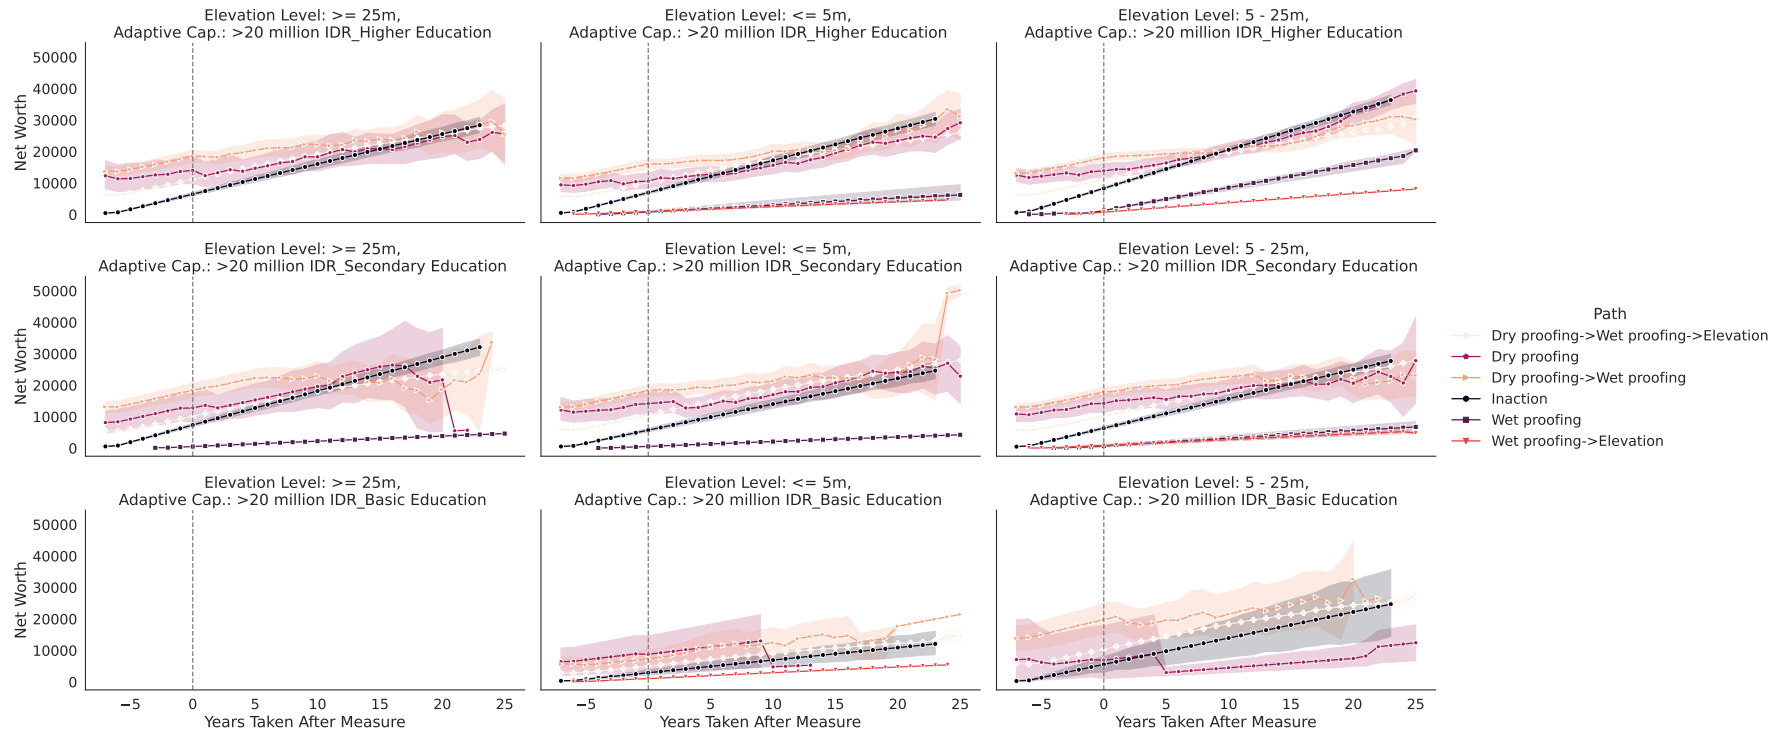 Elevation Level: >= 25m,
Adaptive Cap.: >20 million IDR_Higher Education
Elevation Level: <= 5m,
Adaptive Cap.: >20 million IDR_Higher Education
Elevation Level: 5 - 25m,
Adaptive Cap.: >20 million IDR_Higher Education
Net Worth
50000
40000
30000
20000
10000
0
Elevation Level: >= 25m,
Adaptive Cap.: >20 million IDR_Secondary Education
Elevation Level: <= 5m,
Adaptive Cap.: >20 million IDR_Secondary Education
Elevation Level: 5 - 25m,
Adaptive Cap.: >20 million IDR_Secondary Education
Net Worth
50000
40000
30000
20000
10000
0
Path
Dry proofing->Wet proofing->Elevation
Dry proofing
Dry proofing->Wet proofing
Inaction
Wet proofing
Wet proofing->Elevation
Elevation Level: >= 25m,
Adaptive Cap.: >20 million IDR_Basic Education
Elevation Level: <= 5m,
Adaptive Cap.: >20 million IDR_Basic Education
Elevation Level: 5 - 25m,
Adaptive Cap.: >20 million IDR_Basic Education
Net Worth
50000
40000
30000
20000
10000
0
−5 0 5 10 15 20 25
Years Taken After Measure
−5 0 5 10 15 20 25
Years Taken After Measure
−5 0 5 10 15 20 25
Years Taken After Measure